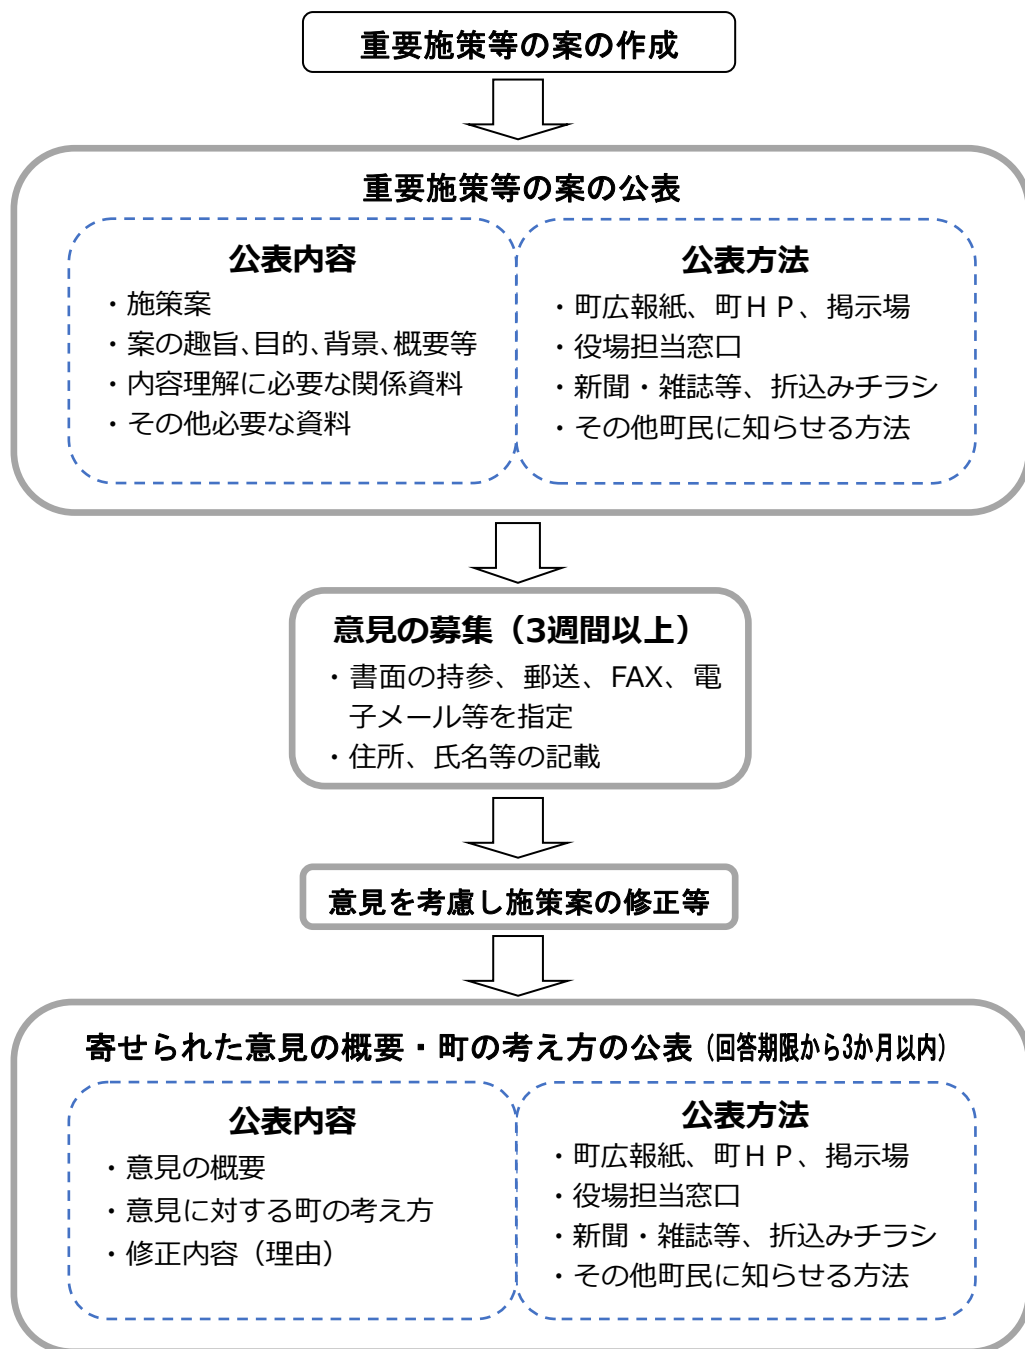 重要施策等の案の作成
重要施策等の案の公表
公表内容
・施策案
・案の趣旨、目的、背景、概要等
・内容理解に必要な関係資料
・その他必要な資料
公表方法
・町広報紙、町ＨＰ、掲示場
・役場担当窓口
・新聞・雑誌等、折込みチラシ
・その他町民に知らせる方法
意見の募集（3週間以上）
・書面の持参、郵送、FAX、電
子メール等を指定
・住所、氏名等の記載
意見を考慮し施策案の修正等
寄せられた意見の概要・町の考え方の公表（回答期限から3か月以内）
公表内容
・意見の概要
・意見に対する町の考え方
・修正内容（理由）
公表方法
・町広報紙、町ＨＰ、掲示場
・役場担当窓口
・新聞・雑誌等、折込みチラシ
・その他町民に知らせる方法